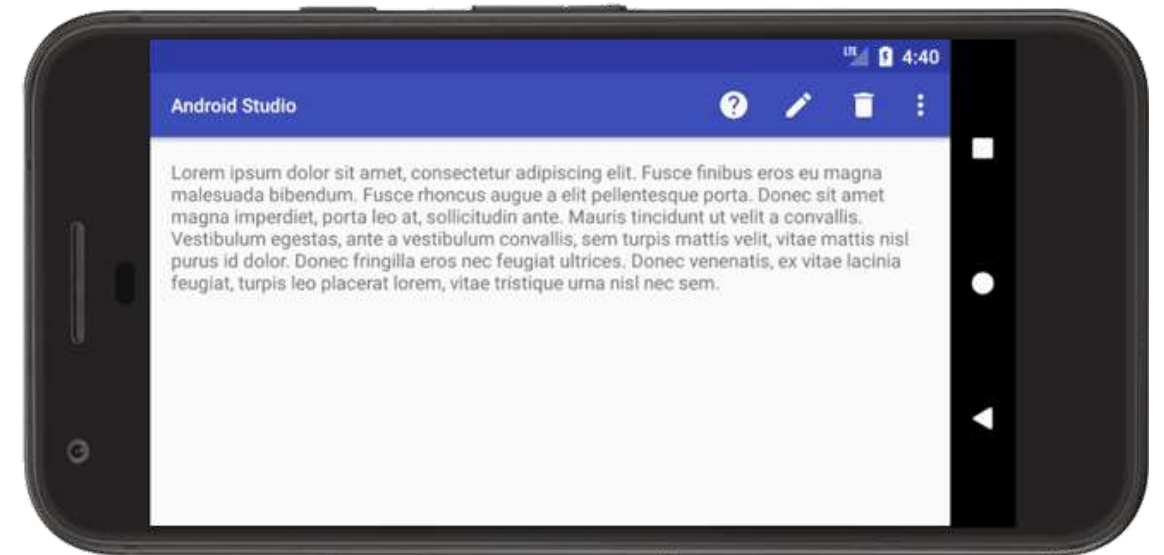 LTE 4:40
Android Studio
Lorem ipsum dolor sit amet, consectetur adipiscing elit. Fusce finibus eros eu magna
malesuada bibendum. Fusce rhoncus augue a elit pellentesque porta. Donec sit amet
magna imperdiet, porta leo at, sollicitudin ante. Mauris tincidunt ut velit a convallis.
Vestibulum egestas, ante a vestibulum convallis, sem turpis mattis velit, vitae mattis nisl
purus id dolor. Donec fringilla eros nec feugiat ultrices. Donec venenatis, ex vitae lacinia
feugiat, turpis leo placerat lorem, vitae tristique urna nisl nec sem.